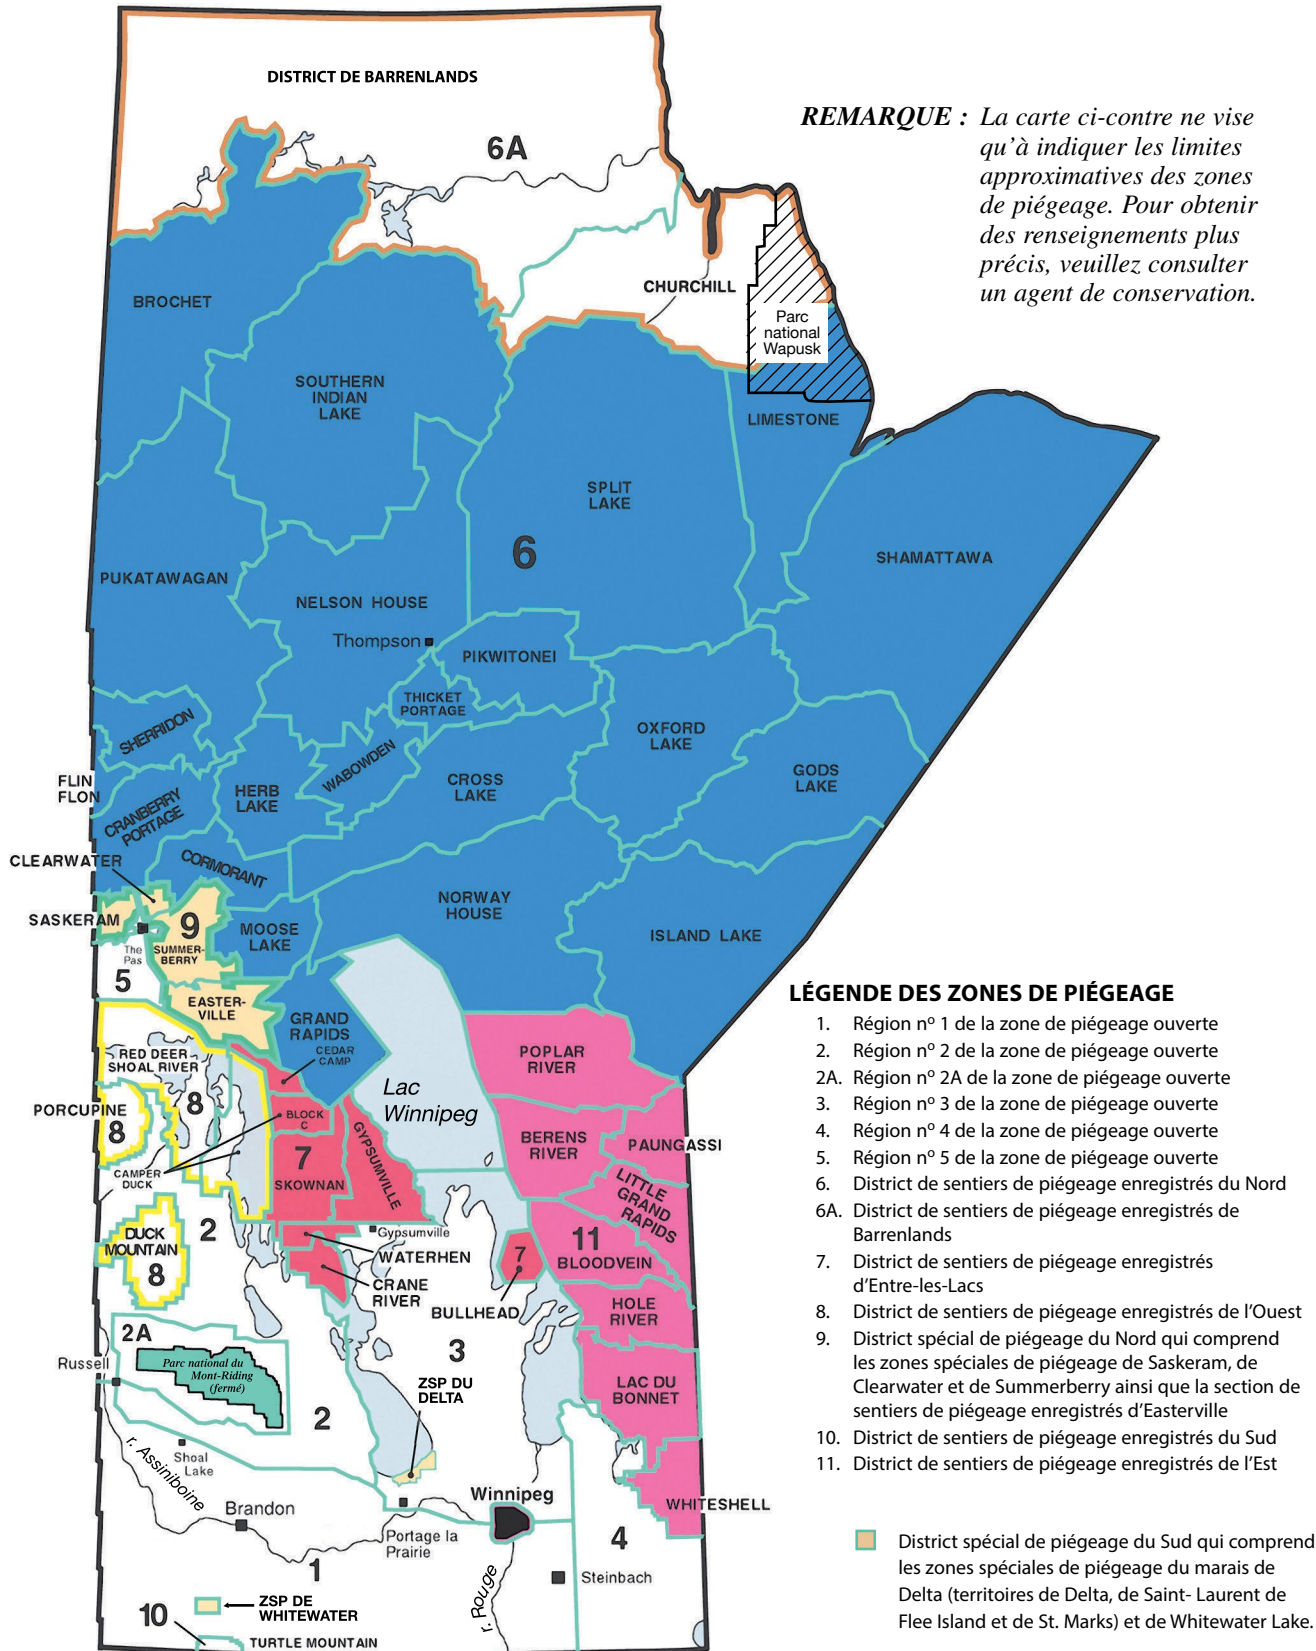 DISTRICT DE BARRENLANDS
6A
REMARQUE : La carte ci-contre ne vise
qu'à indiquer les limites
approximatives des zones
de piégeage. Pour obtenir
des renseignements plus
précis, veuillez consulter
un agent de conservation.
CHURCHILL
BROCHET
Parc
national
Wapusk
SOUTHERN
INDIAN
LAKE
LIMESTONE
SPLIT
LAKE
6
SHAMATTAWA
PUKATAWAGAN
NELSON HOUSE
Thompson
PIKWITONEI
THICKET
PORTAGE
SHERRIDON
OXFORD
LAKE
WABOWDEN
FLIN
FLON
HERB
LAKE
CROSS
LAKE
GODS
LAKE
CRANBERRY
PORTAGE
CLEARWATER
CORMORANT
NORWAY
HOUSE
SASKERAM
9
MOOSE
LAKE
ISLAND LAKE
The
Pas
SUMMER-
BERRY
5
EASTER-
VILLE
GRAND
RAPIDS
CEDAR
CAMP
RED DEER
SHOAL RIVER
POPLAR
RIVER
Lac
Winnipeg
PORCUPINE
8
8
BLOCK
C
GYPSUMVILLE
BERENS
RIVER
PAUNGASSI
7
CAMPER
DUCK
SKOWNAN
LITTLE
GRAND
RAPIDS
2
DUCK
MOUNTAIN
8
Gypsumville
WATERHEN
7
11
BLOODVEIN
CRANE
RIVER
BULLHEAD
HOLE
RIVER
2A
3
Russell
Parc national du
Mont-Riding
(fermé)
ZSP DU
DELTA
LAC DU
BONNET
2
r. Assiniboine
Shoal
Lake
Winnipeg
WHITESHELL
Brandon
Portage la
Prairie
4
1
r. Rouge
Steinbach
ZSP DE
WHITEWATER
10
TURTLE MOUNTAIN
LÉGENDE DES ZONES DE PIÉGEAGE
1. Région nº 1 de la zone de piégeage ouverte
2. Région nº 2 de la zone de piégeage ouverte
2A. Région nº 2A de la zone de piégeage ouverte
3. Région nº 3 de la zone de piégeage ouverte
4. Région nº 4 de la zone de piégeage ouverte
5. Région nº 5 de la zone de piégeage ouverte
6. District de sentiers de piégeage enregistrés du Nord
6A. District de sentiers de piégeage enregistrés de
Barrenlands
7. District de sentiers de piégeage enregistrés
d'Entre-les-Lacs
8. District de sentiers de piégeage enregistrés de l'Ouest
9. District spécial de piégeage du Nord qui comprend
les zones spéciales de piégeage de Saskeram, de
Clearwater et de Summerberry ainsi que la section de
sentiers de piégeage enregistrés d'Easterville
10. District de sentiers de piégeage enregistrés du Sud
11. District de sentiers de piégeage enregistrés de l'Est
District spécial de piégeage du Sud qui comprend
les zones spéciales de piégeage du marais de
Delta (territoires de Delta, de Saint- Laurent de
Flee Island et de St. Marks) et de Whitewater Lake.